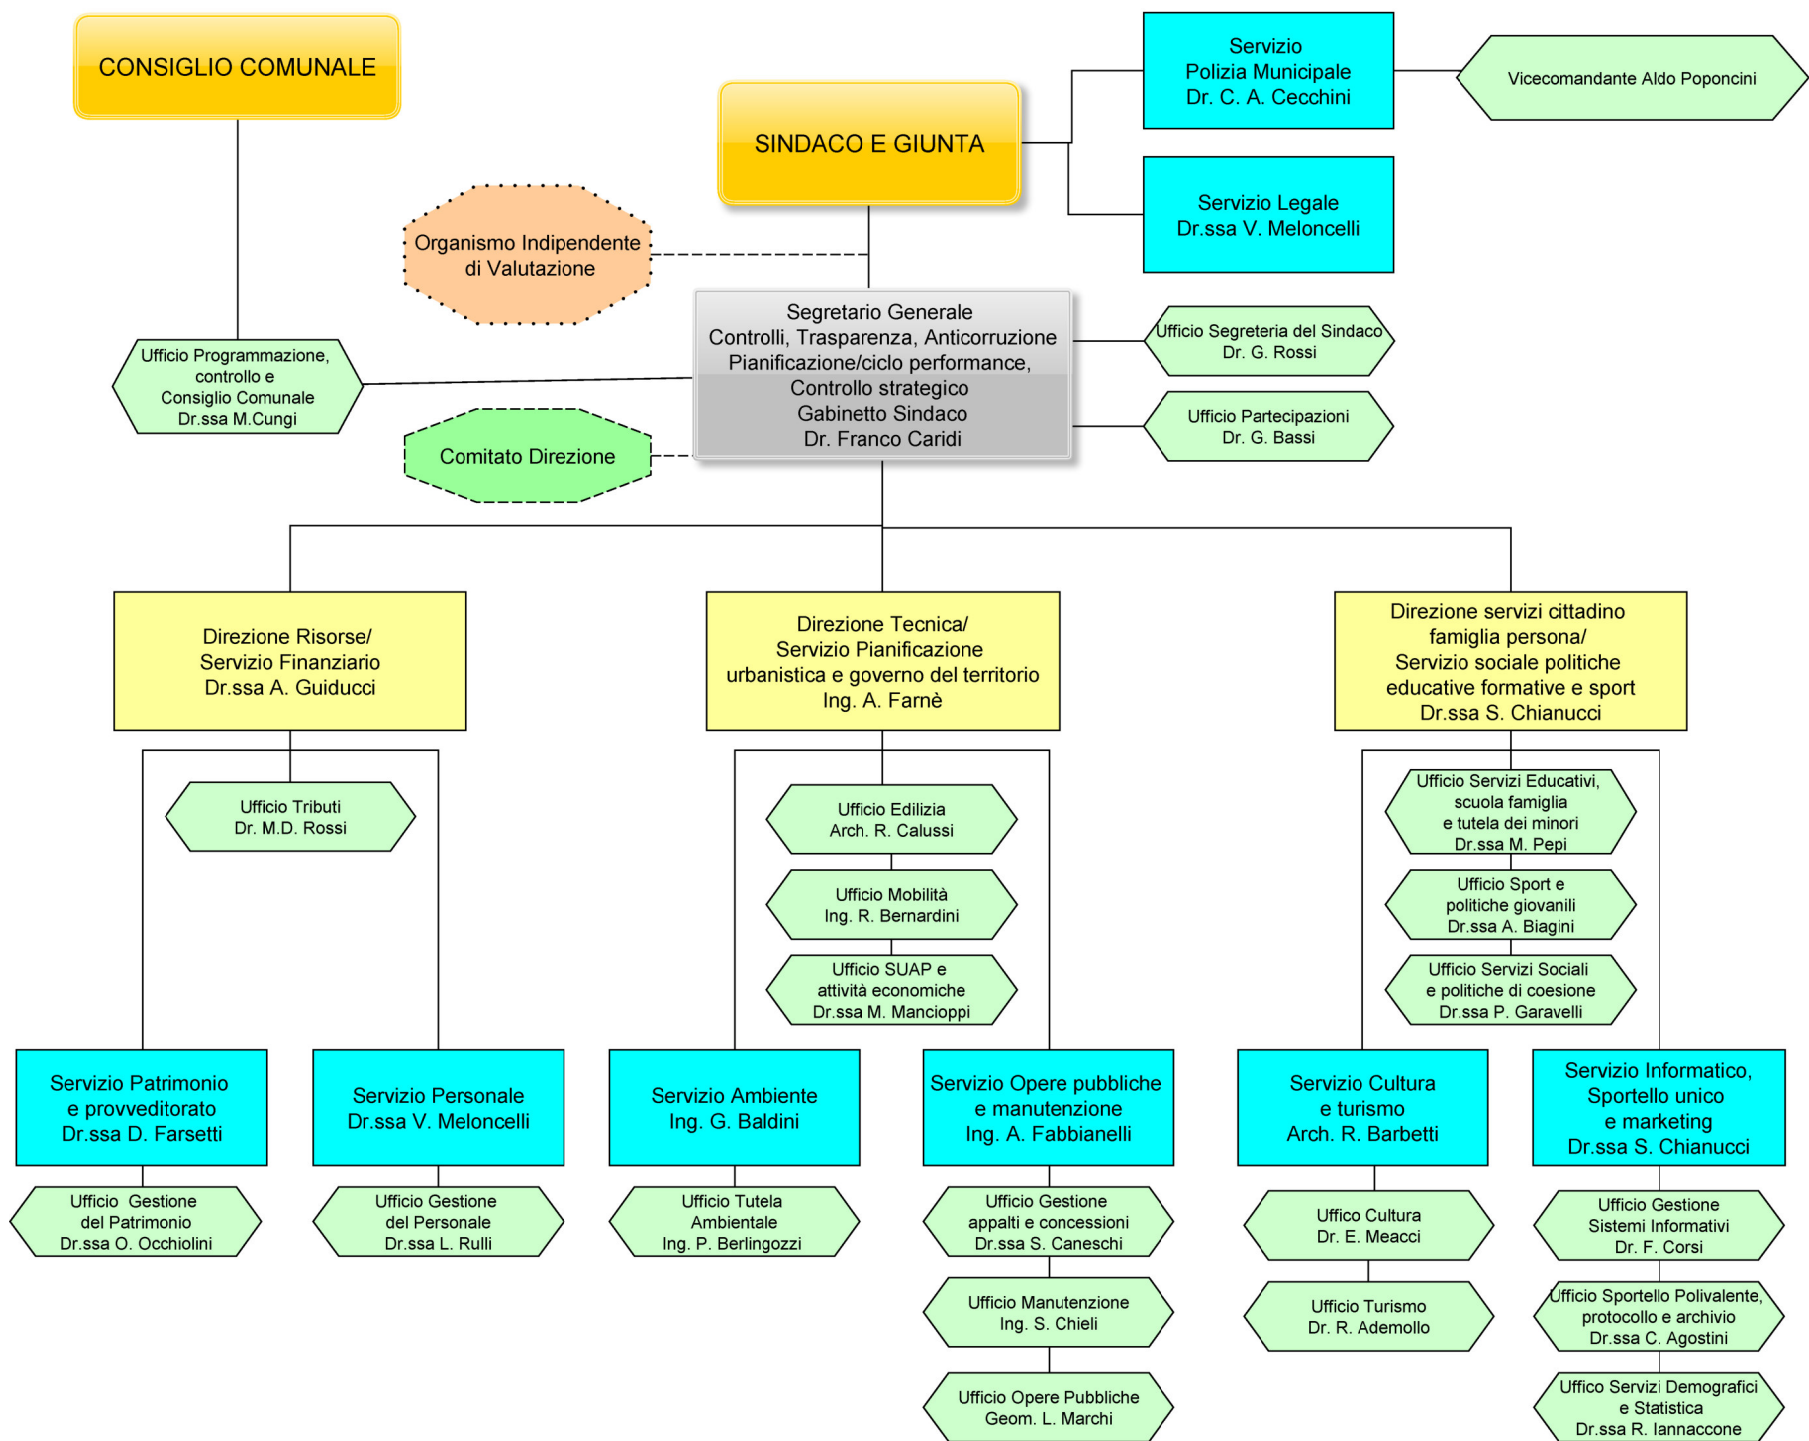 CONSIGLIO COMUNALE
SINDACO E GIUNTA
Servizio
Polizia Municipale
Dr. C. A. Cecchini
Vicecomandante Aldo Poponcini
Servizio Legale
Dr.ssa V. Meloncelli
Organismo Indipendente
di Valutazione
Segretario Generale
Controlli, Trasparenza, Anticorruzione
Pianificazione/ciclo performance,
Controllo strategico
Gabinetto Sindaco
Dr. Franco Caridi
Ufficio Segreteria del Sindaco
Dr. G. Rossi
Ufficio Partecipazioni
Dr. G. Bassi
Ufficio Programmazione,
controllo e
Consiglio Comunale
Dr.ssa M.Cungi
Comitato Direzione
Direzione Risorse/
Servizio Finanziario
Dr.ssa A. Guiducci
Direzione Tecnica/
Servizio Pianificazione
urbanistica e governo del territorio
Ing. A. Farnè
Direzione servizi cittadino
famiglia persona/
Servizio sociale politiche
educative formative e sport
Dr.ssa S. Chianucci
Ufficio Tributi
Dr. M.D. Rossi
Ufficio Edilizia
Arch. R. Calussi
Ufficio Mobilità
Ing. R. Bernardini
Ufficio SUAP e
attività economiche
Dr.ssa M. Mancioppi
Ufficio Servizi Educativi,
scuola famiglia
e tutela dei minori
Dr.ssa M. Pepi
Ufficio Sport e
politiche giovanili
Dr.ssa A. Biagini
Ufficio Servizi Sociali
e politiche di coesione
Dr.ssa P. Garavelli
Servizio Patrimonio
e provveditorato
Dr.ssa D. Farsetti
Servizio Personale
Dr.ssa V. Meloncelli
Servizio Ambiente
Ing. G. Baldini
Servizio Opere pubbliche
e manutenzione
Ing. A. Fabbianelli
Servizio Cultura
e turismo
Arch. R. Barbetti
Servizio Informatico,
Sportello unico
e marketing
Dr.ssa S. Chianucci
Ufficio  Gestione
del Patrimonio
Dr.ssa O. Occhiolini
Ufficio Gestione
del Personale
Dr.ssa L. Rulli
Ufficio Tutela
Ambientale
Ing. P. Berlingozzi
Ufficio Gestione
appalti e concessioni
Dr.ssa S. Caneschi
Ufficio Manutenzione
Ing. S. Chieli
Ufficio Opere Pubbliche
Geom. L. Marchi
Uffico Cultura
Dr. E. Meacci
Ufficio Turismo
Dr. R. Ademollo
Ufficio Gestione
Sistemi Informativi
Dr. F. Corsi
Ufficio Sportello Polivalente,
protocollo e archivio
Dr.ssa C. Agostini
Uffico Servizi Demografici
e Statistica
Dr.ssa R. Iannaccone